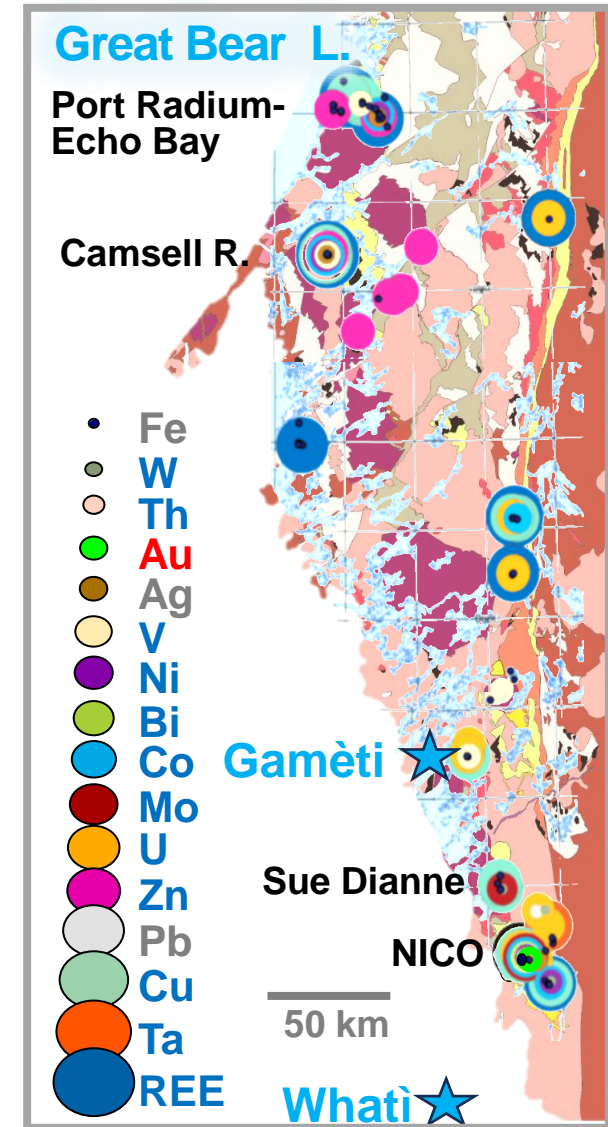 Great Bear L.
Port Radium-
Echo Bay
Camsell R.
Fe
W
Th
Au
Ag
V
Ni
Bi
Co
Mo
U
Zn
Pb
Cu
Ta
REE
Gamètì
Sue Dianne
NICO
50 km
Whatì